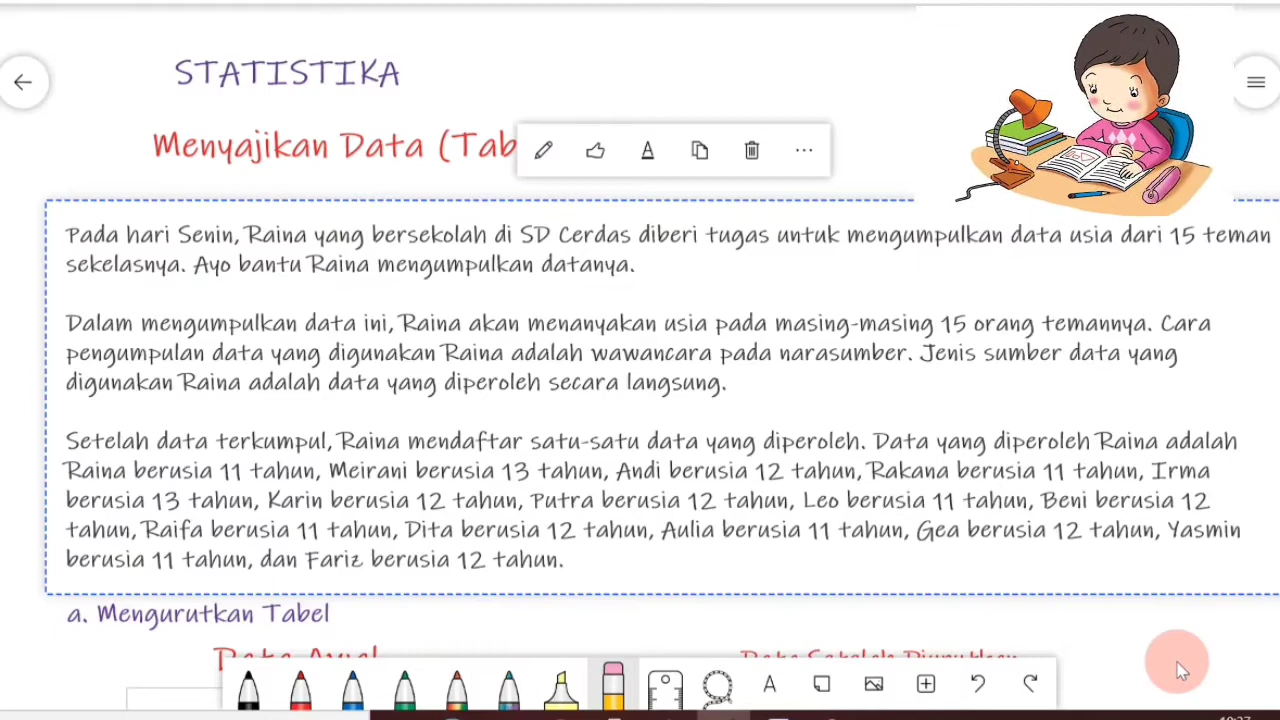 STATISTIKA
Menyajikan Data (Tab
Pada hari Senin, Raina yang bersekolah di SD Cerdas diberi tugas untuk mengumpulkan data usia dari 15 teman
sekelasnya. Ayo bantu Raina mengumpulkan datanya.
Dalam mengumpulkan data ini, Raina akan menanyakan usia pada masing-masing 15 orang temannya. Cara
pengumpulan data yang digunakan Raina adalah wawancara pada narasumber. Jenis sumber data yang
digunakan Raina adalah data yang diperoleh secara langsung.
Setelah data terkumpul, Raina mendaftar satu-satu data yang diperoleh. Data yang diperoleh Raina adalah
Raina berusia 11 tahun, Meirani berusia 13 tahun, Andi berusia 12 tahun, Rakana berusia 11 tahun, Irma
berusia 13 tahun, Karin berusia 12 tahun, Putra berusia 12 tahun, Leo berusia 11 tahun, Beni berusia 12
tahun, Raifa berusia 11 tahun, Dita berusia 12 tahun, Aulia berusia 11 tahun, Gea berusia 12 tahun, Yasmin
berusia 11 tahun, dan Fariz berusia 12 tahun.
a. Mengurutkan Tabel